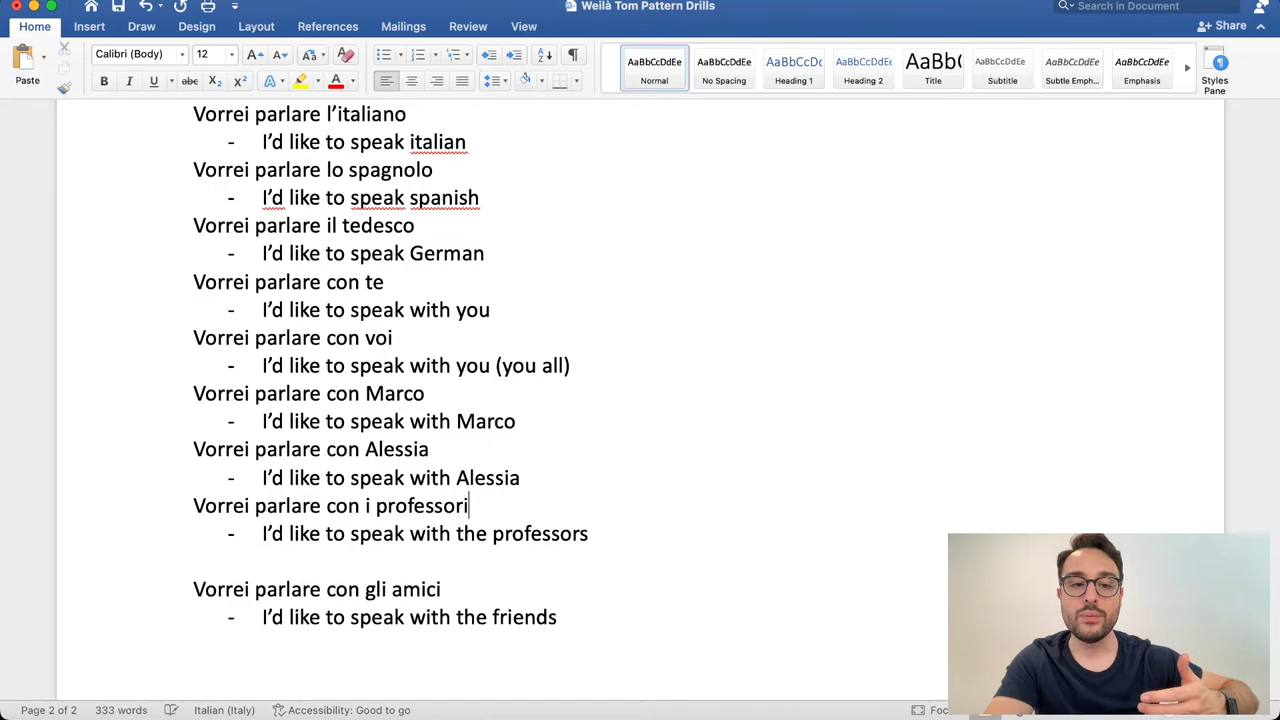 Weilà Tom Pattern Drills
Search in Document
Home Insert Draw Design Layout References Mailings Review View
Share
Paste
Calibri (Body) 12
AaBbCcDdEe AaBbCcDdEe AaBbCcDc AaBbCcDdEe AaBb( AaBbCcDdEe AaBbCcDdEe AaBbCcDdEe
Normal No Spacing Heading 1 Heading 2 Title Subtitle Subtle Emph... Emphasis
Styles
Pane
Vorrei parlare l’italiano
- I’d like to speak italian
Vorrei parlare lo spagnolo
- I’d like to speak spanish
Vorrei parlare il tedesco
- I’d like to speak German
Vorrei parlare con te
- I’d like to speak with you
Vorrei parlare con voi
- I’d like to speak with you (you all)
Vorrei parlare con Marco
- I’d like to speak with Marco
Vorrei parlare con Alessia
- I’d like to speak with Alessia
Vorrei parlare con i professori
- I’d like to speak with the professors
Vorrei parlare con gli amici
- I’d like to speak with the friends
Page 2 of 2 333 words Italian (Italy) Accessibility: Good to go